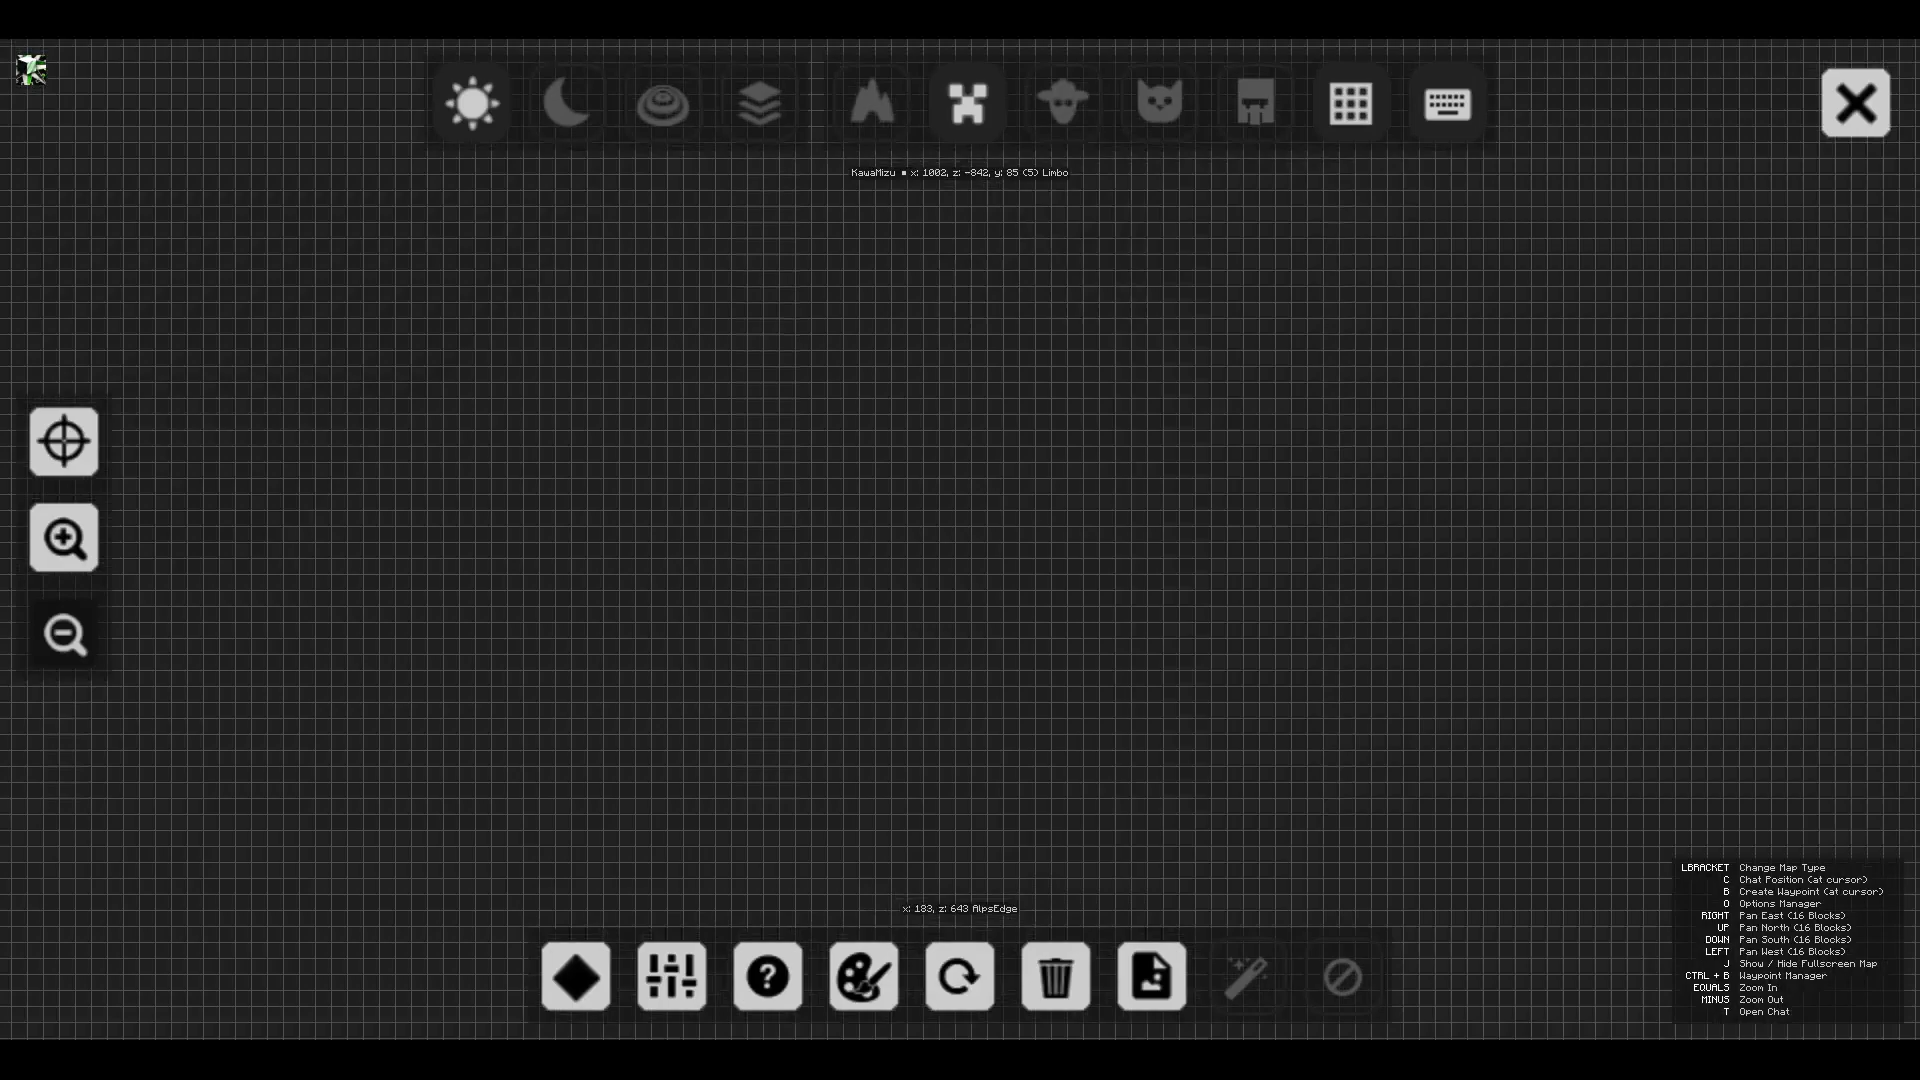 KawaMizu ▪ x: 1002, z: -842, y: 85 (5) Limbo
x: 183, z: 643 AlpsEdge
LBRACKET Change Map Type
C Chat Position (at cursor)
B Create Waypoint (at cursor)
O Options Manager
RIGHT Pan East (16 Blocks)
UP Pan North (16 Blocks)
DOWN Pan South (16 Blocks)
LEFT Pan West (16 Blocks)
J Show / Hide Fullscreen Map
CTRL + B Waypoint Manager
EQUALS Zoom In
MINUS Zoom Out
T Open Chat